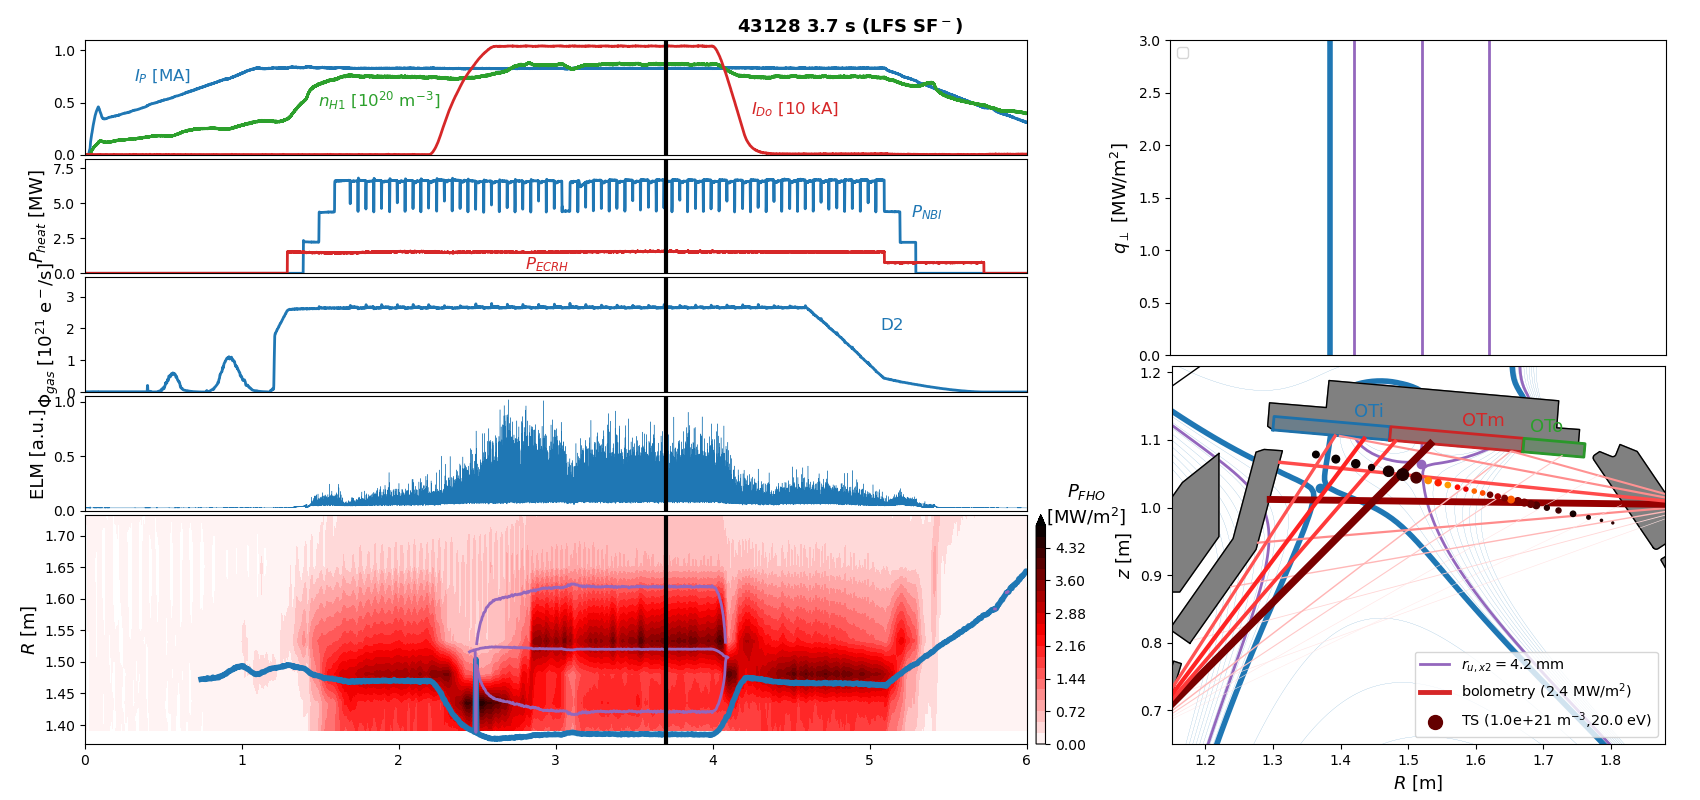 43128 3.7 s (LFS SF⁻)
1.0
0.5
0.0
I_P [MA]
n_H1 [10²⁰ m⁻³]
I_Do [10 kA]
7.5
5.0
2.5
0.0
P_heat [MW]
P_NBI
P_ECRH
3
2
1
0
Φ_gas [10²¹ e⁻/s]
D2
1.0
0.5
0.0
ELM [a.u.]
1.70
1.65
1.60
1.55
1.50
1.45
1.40
R [m]
0 1 2 3 4 5 6
P_FHO
[MW/m²]
4.32
3.60
2.88
2.16
1.44
0.72
0.00
3.0
2.5
2.0
1.5
1.0
0.5
0.0
q_⊥ [MW/m²]
1.2
1.1
1.0
0.9
0.8
0.7
z [m]
OTi
OTm
OTo
r_u,x2 = 4.2 mm
bolometry (2.4 MW/m²)
TS (1.0e+21 m⁻³,20.0 eV)
1.2 1.3 1.4 1.5 1.6 1.7 1.8
R [m]